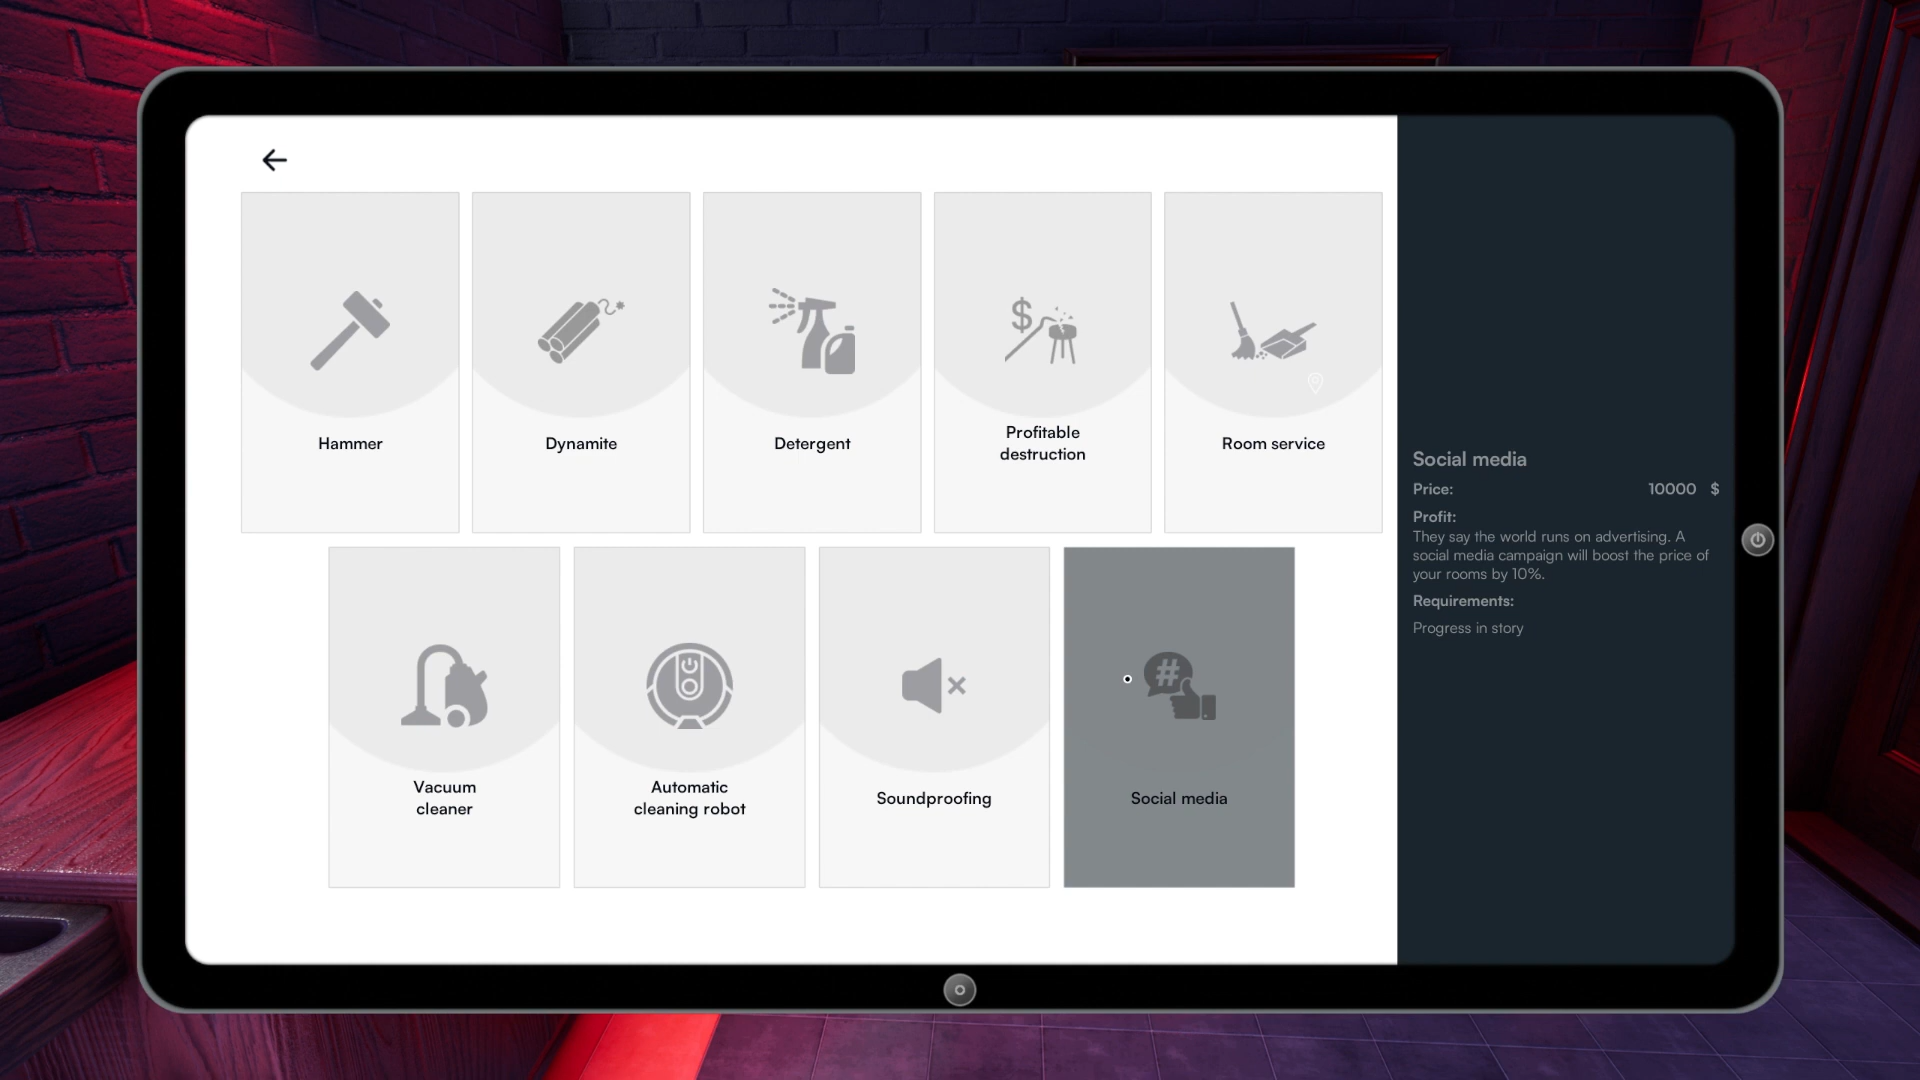 Hammer
Dynamite
Detergent
Profitable
destruction
Room service
Vacuum
cleaner
Automatic
cleaning robot
Soundproofing
Social media
Social media
Price: 10000 $
Profit:
They say the world runs on advertising. A
social media campaign will boost the price of
your rooms by 10%.
Requirements:
Progress in story